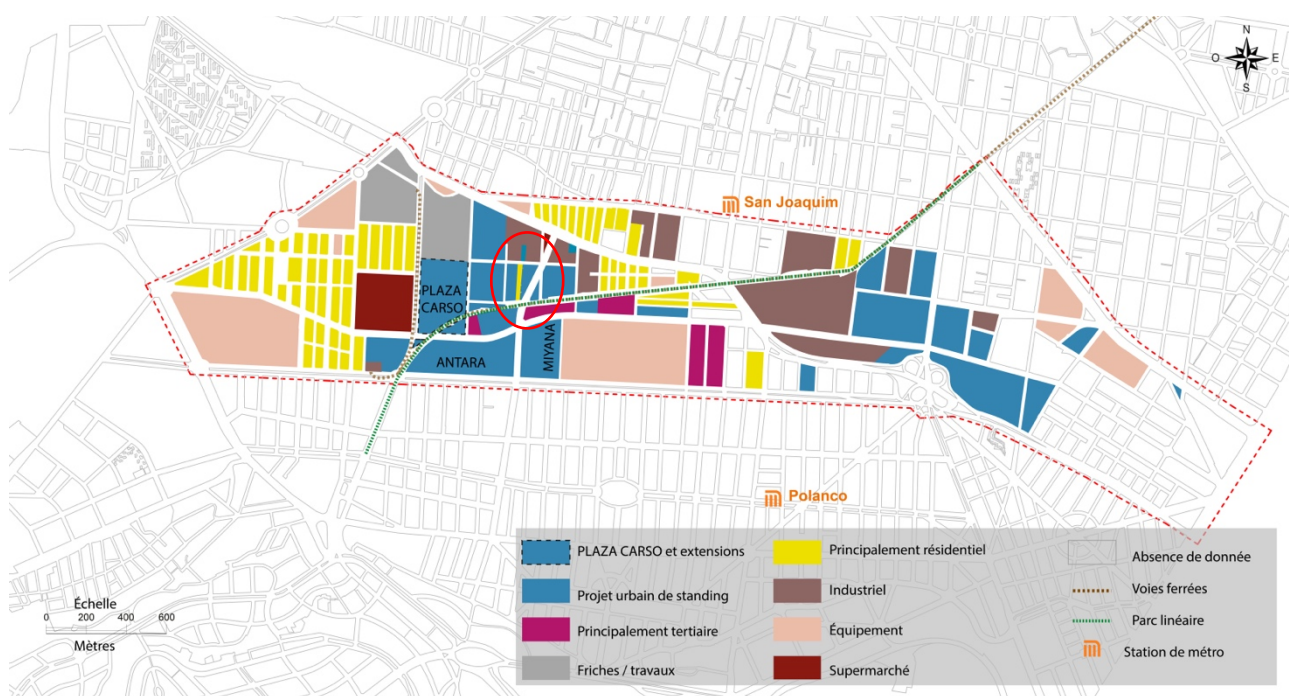 N
O E
S
San Joaquim
PLAZA
CARSO
ANTARA
MIYANA
Polanco
PLAZA CARSO et extensions
Projet urbain de standing
Principalement tertiaire
Friches / travaux
Principalement résidentiel
Industriel
Équipement
Supermarché
Absence de donnée
Voies ferrées
Parc linéaire
Station de métro
Échelle
0 200 400 600
Mètres